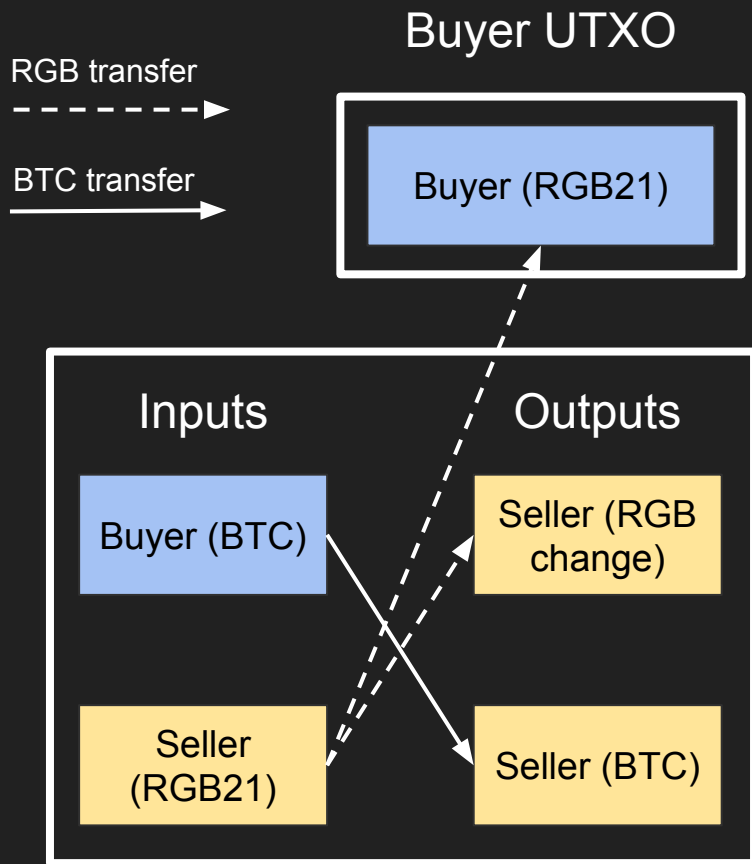 Buyer UTXO
RGB transfer
BTC transfer
Buyer (RGB21)
Inputs
Outputs
Buyer (BTC)
Seller (RGB
change)
Seller
(RGB21)
Seller (BTC)